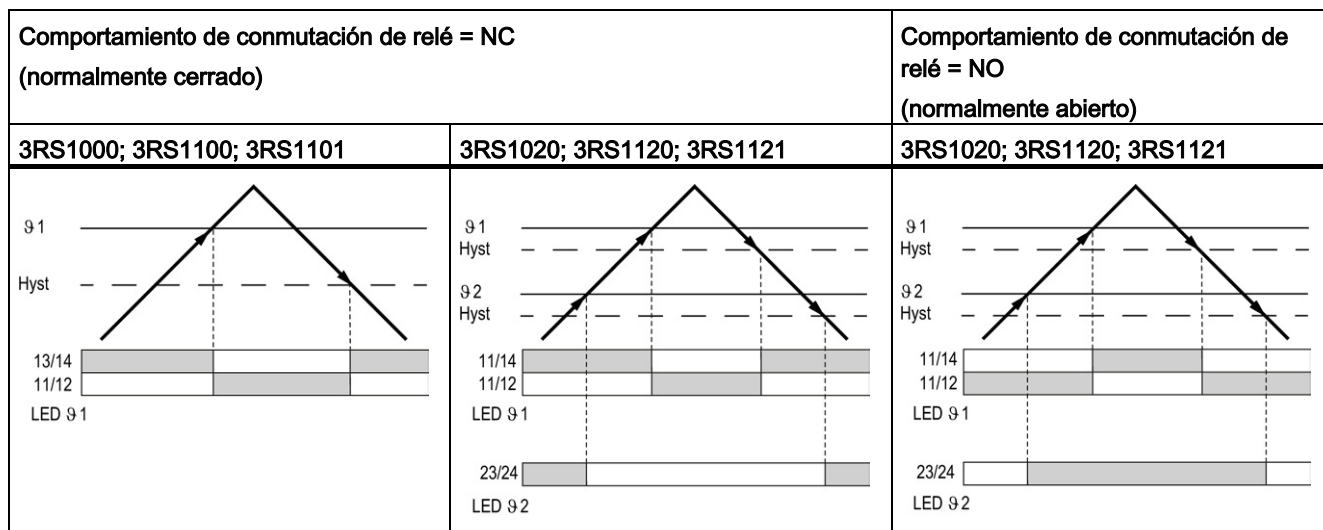 Comportamiento de conmutación de relé = NC
(normalmente cerrado)
Comportamiento de conmutación de
relé = NO
(normalmente abierto)
3RS1000; 3RS1100; 3RS1101
3RS1020; 3RS1120; 3RS1121
3RS1020; 3RS1120; 3RS1121
ϑ1
Hyst
13/14
11/12
LED ϑ1
ϑ1
Hyst
ϑ2
Hyst
11/14
11/12
LED ϑ1
23/24
LED ϑ2
ϑ1
Hyst
ϑ2
Hyst
11/14
11/12
LED ϑ1
23/24
LED ϑ2